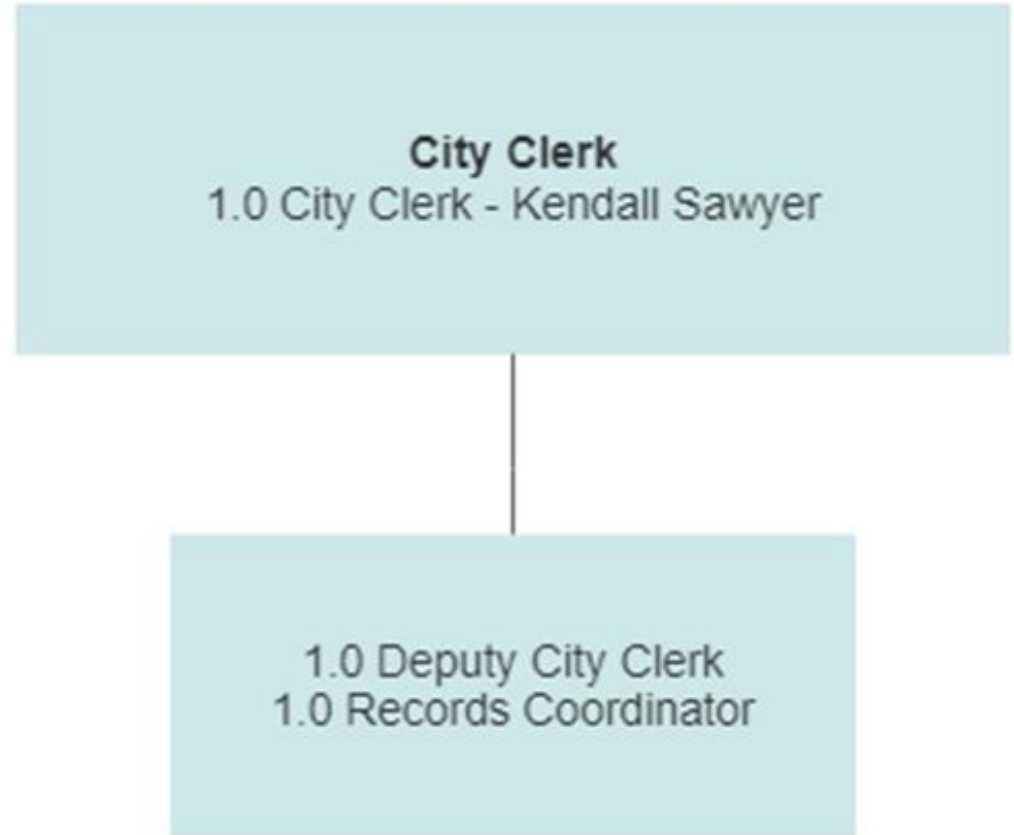 City Clerk
1.0 City Clerk - Kendall Sawyer
1.0 Deputy City Clerk
1.0 Records Coordinator